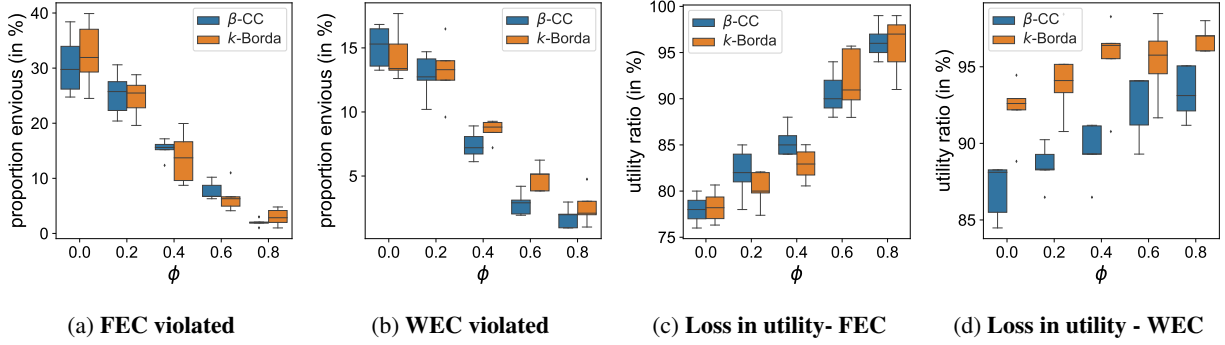 proportion envious (in %)
40
30
20
10
0
β-CC
k-Borda
0.0 0.2 0.4 0.6 0.8
ϕ
(a) FEC violated
proportion envious (in %)
15
10
5
β-CC
k-Borda
0.0 0.2 0.4 0.6 0.8
ϕ
(b) WEC violated
utility ratio (in %)
100
95
90
85
80
75
β-CC
k-Borda
0.0 0.2 0.4 0.6 0.8
ϕ
(c) Loss in utility- FEC
utility ratio (in %)
95
90
85
β-CC
k-Borda
0.0 0.2 0.4 0.6 0.8
ϕ
(d) Loss in utility - WEC